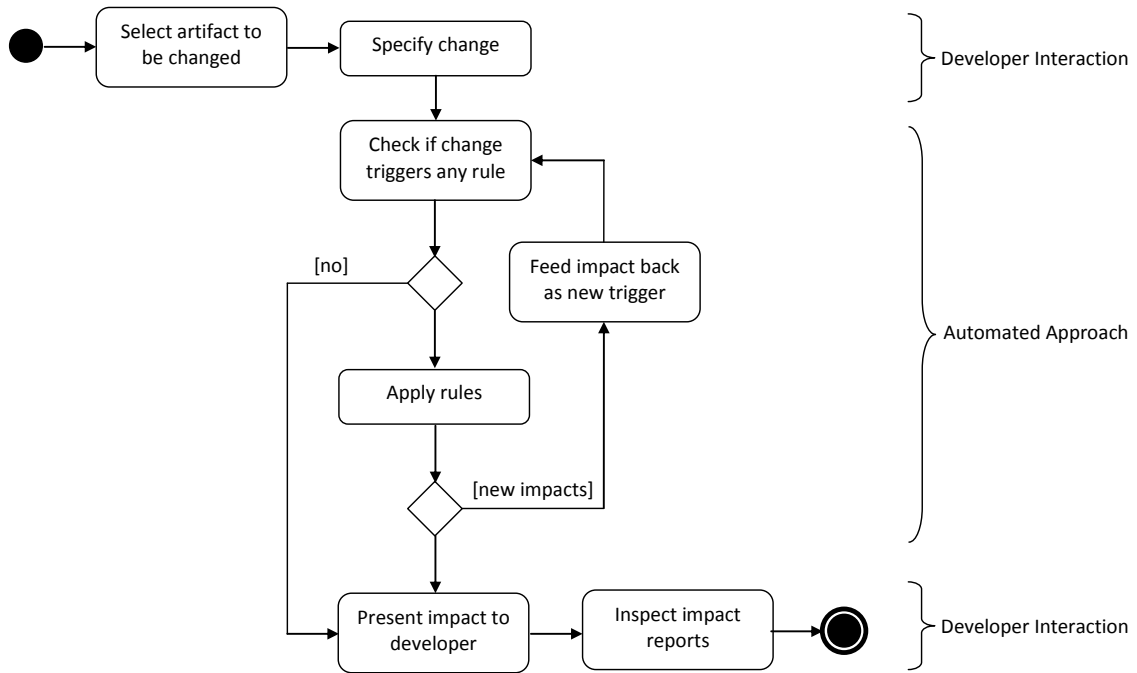 Select artifact to
be changed
Specify change
Developer Interaction
Check if change
triggers any rule
[no]
Feed impact back
as new trigger
Automated Approach
Apply rules
[new impacts]
Present impact to
developer
Inspect impact
reports
Developer Interaction